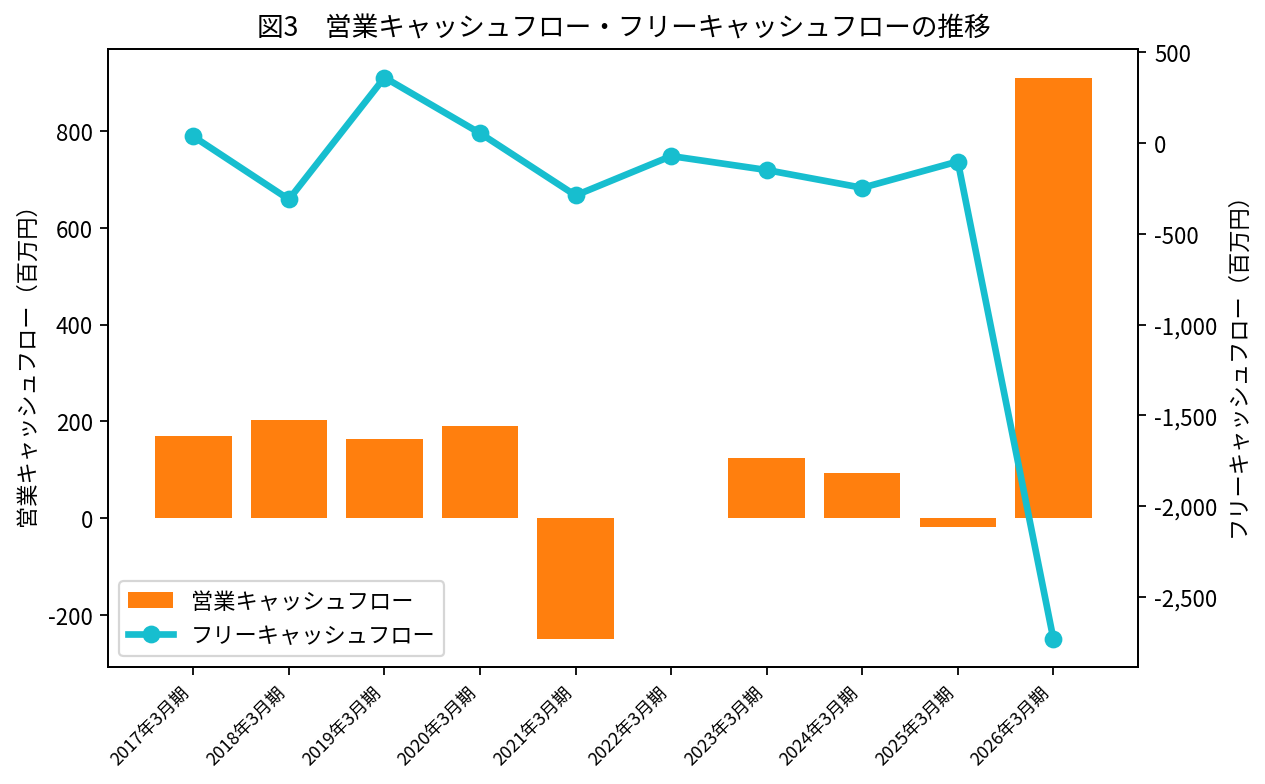 図3　営業キャッシュフロー・フリーキャッシュフローの推移
営業キャッシュフロー（百万円）
800
600
400
200
0
-200
フリーキャッシュフロー（百万円）
500
0
-500
-1,000
-1,500
-2,000
-2,500
営業キャッシュフロー
フリーキャッシュフロー
2017年3月期
2018年3月期
2019年3月期
2020年3月期
2021年3月期
2022年3月期
2023年3月期
2024年3月期
2025年3月期
2026年3月期